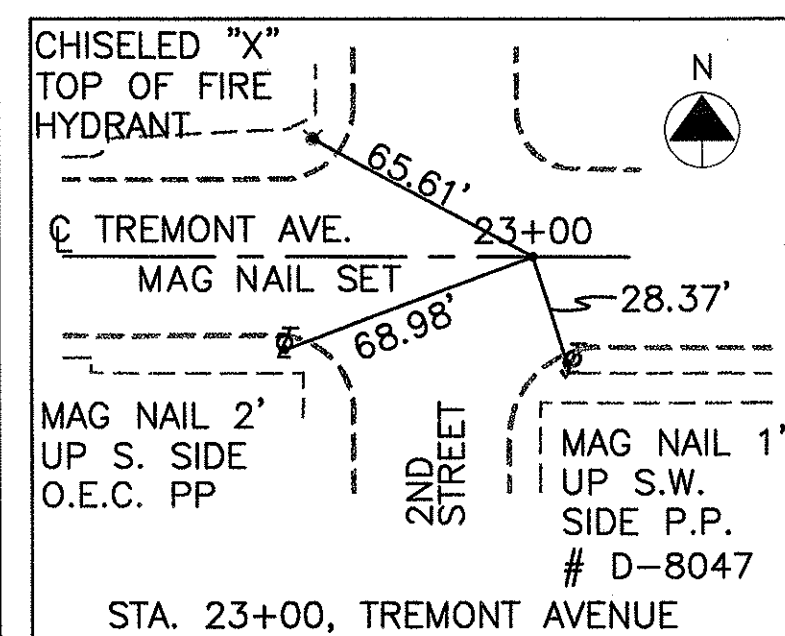 CHISELED "X"
TOP OF FIRE
HYDRANT
N
65.61'
℄ TREMONT AVE.
23+00
MAG NAIL SET
28.37'
68.98'
MAG NAIL 2'
UP S. SIDE
O.E.C. PP
2ND
STREET
MAG NAIL 1'
UP S.W.
SIDE P.P.
# D-8047
STA. 23+00, TREMONT AVENUE